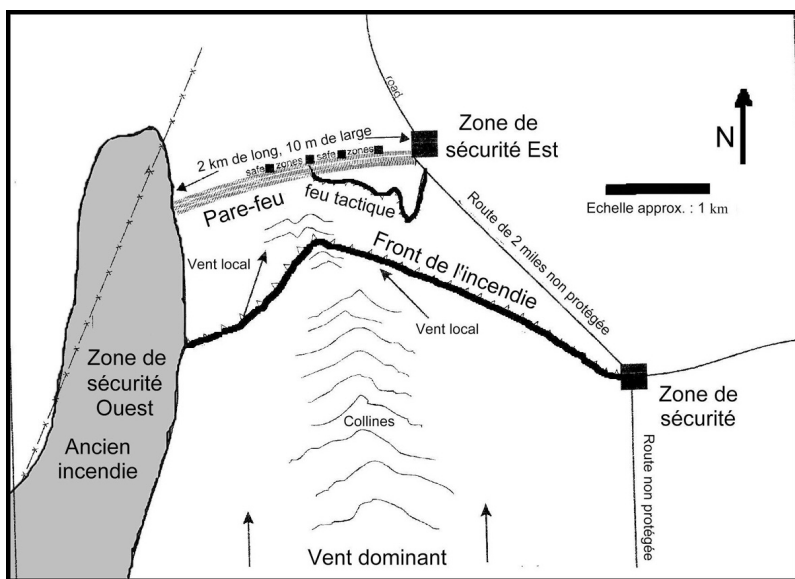 road
Zone de
sécurité Est
N
2 km de long, 10 m de large
safe zones safe zones
Pare-feu
feu tactique
Echelle approx. : 1 km
Route de 2 miles non protégée
Vent local
Front de l'incendie
Vent local
Zone de
sécurité
Ouest
Ancien
incendie
Zone de
sécurité
Collines
Route non
protégée
Vent dominant